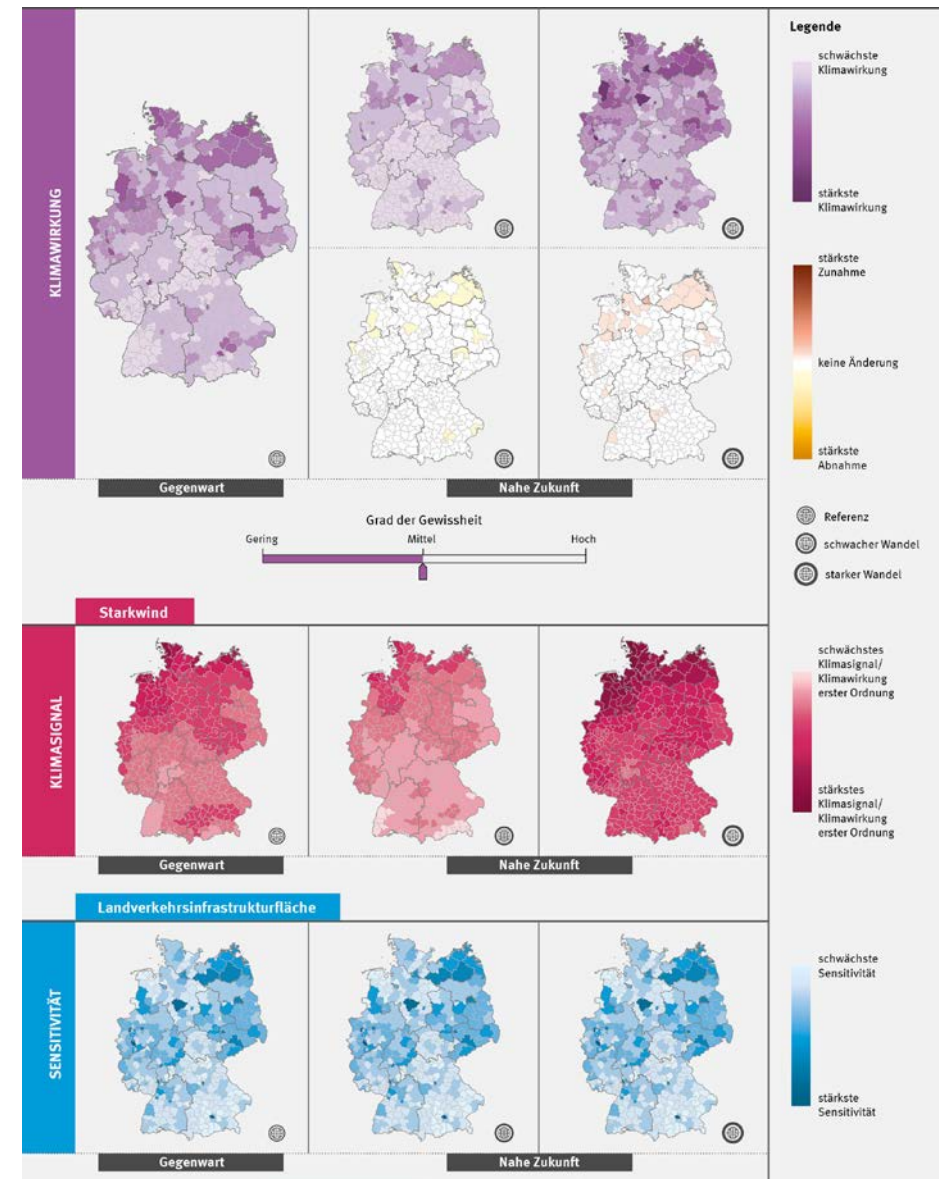 Legende
schwächste
Klimawirkung
stärkste
Klimawirkung
stärkste
Zunahme
keine Änderung
stärkste
Abnahme
KLIMAWIRKUNG
Gegenwart
Nahe Zukunft
Referenz
schwacher Wandel
starker Wandel
Grad der Gewissheit
Gering
Mittel
Hoch
Starkwind
KLIMASIGNAL
Gegenwart
Nahe Zukunft
schwächstes
Klimasignal/
Klimawirkung
erster Ordnung
stärkstes
Klimasignal/
Klimawirkung
erster Ordnung
Landverkehrsinfrastrukturfläche
SENSITIVITÄT
Gegenwart
Nahe Zukunft
schwächste
Sensitivität
stärkste
Sensitivität